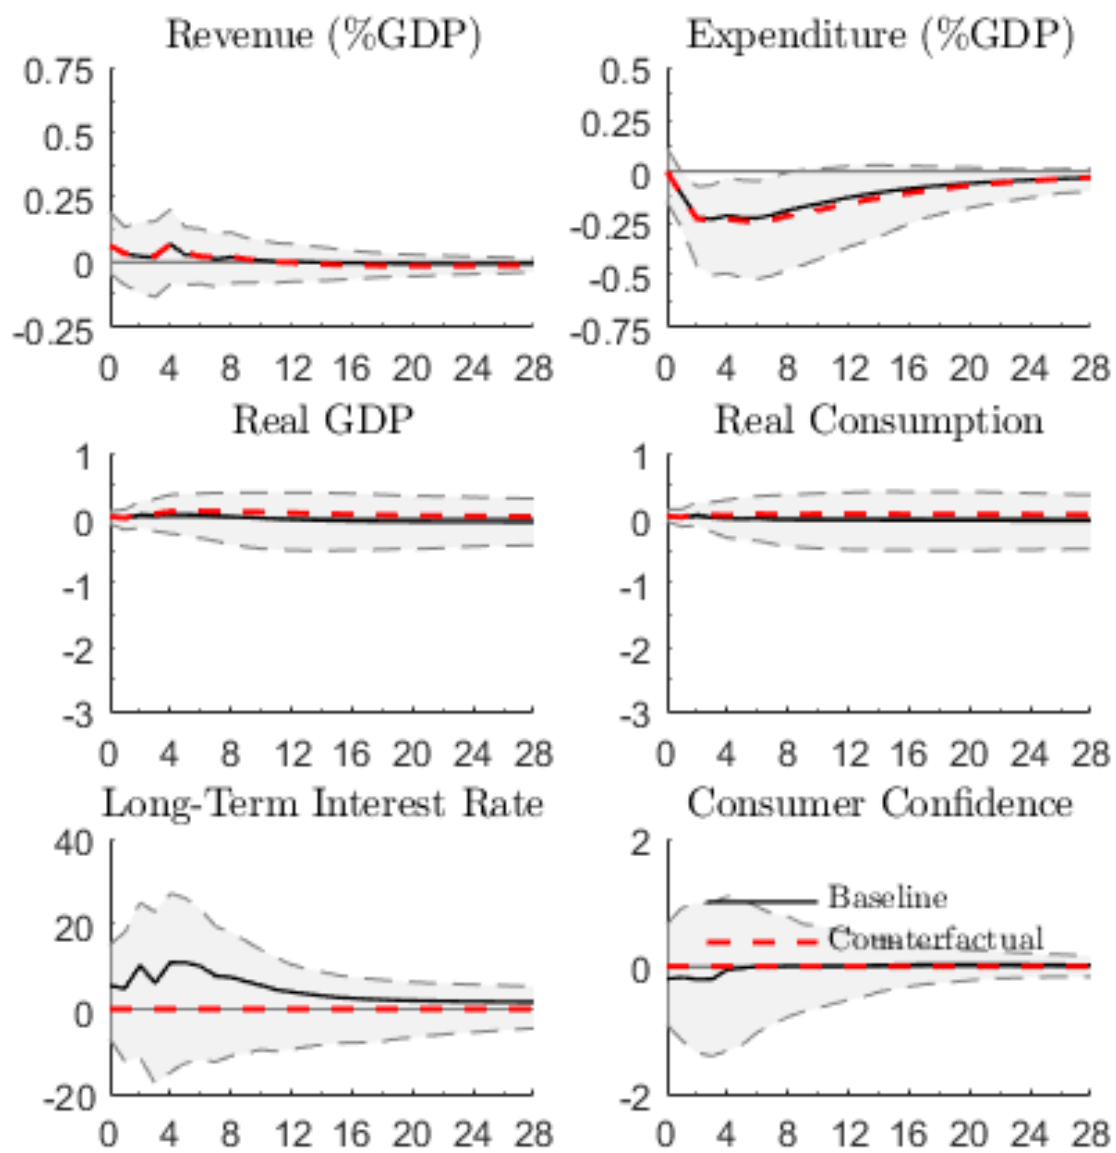 Revenue (%GDP)
0.75
0.5
0.25
0
-0.25
0 4 8 12 16 20 24 28
Expenditure (%GDP)
0.5
0.25
0
-0.25
-0.5
-0.75
0 4 8 12 16 20 24 28
Real GDP
1
0
-1
-2
-3
0 4 8 12 16 20 24 28
Real Consumption
1
0
-1
-2
-3
0 4 8 12 16 20 24 28
Long-Term Interest Rate
40
20
0
-20
0 4 8 12 16 20 24 28
Consumer Confidence
2
Baseline
Counterfactual
0
-2
0 4 8 12 16 20 24 28